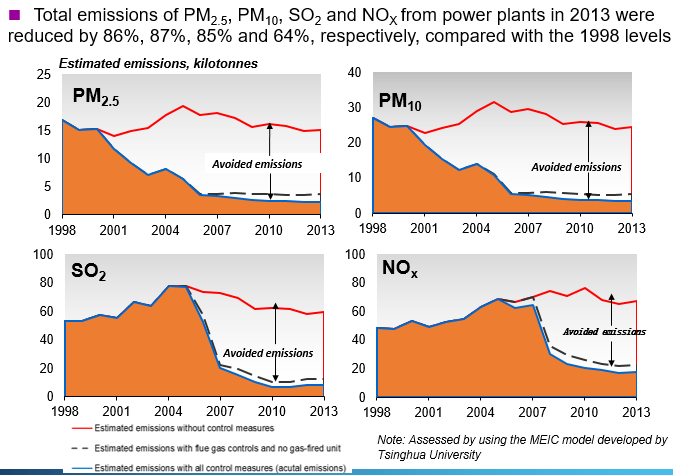 Total emissions of PM2.5, PM10, SO2 and NOX from power plants in 2013 were
reduced by 86%, 87%, 85% and 64%, respectively, compared with the 1998 levels
Estimated emissions, kilotonnes
PM2.5
25
20
15
10
5
0
Avoided emissions
1998 2001 2004 2007 2010 2013
PM10
40
30
20
10
0
Avoided emissions
1998 2001 2004 2007 2010 2013
SO2
100
80
60
40
20
0
Avoided emissions
1998 2001 2004 2007 2010 2013
NOx
100
80
60
40
20
0
Avoided emissions
1998 2001 2004 2007 2010 2013
Estimated emissions without control measures
Estimated emissions with flue gas controls and no gas-fired unit
Estimated emissions with all control measures (acutal emissions)
Note: Assessed by using the MEIC model developed by
Tsinghua University